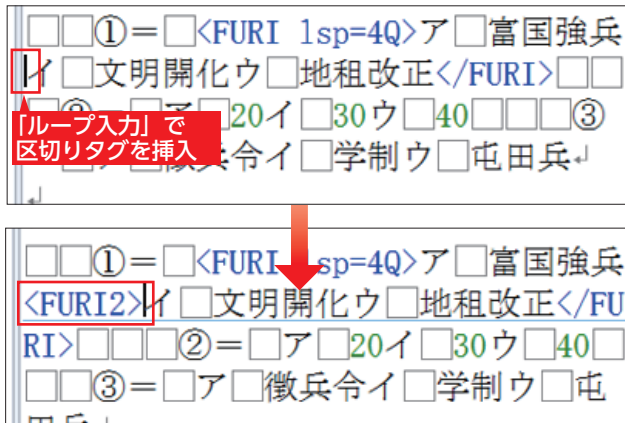 □□①＝□<FURI lsp=4Q>ア□富国強兵
イ□文明開化ウ□地租改正</FURI>□□
□②＝□ア□20イ□30ウ□40□□□③
「ループ入力」で
区切りタグを挿入
兵令イ□学制ウ□屯田兵↲
↲
□□①＝□<FURI lsp=4Q>ア□富国強兵
<FURI2>イ□文明開化ウ□地租改正</FU
RI>□□□②＝□ア□20イ□30ウ□40□
□□③＝□ア□徴兵令イ□学制ウ□屯
田兵↲